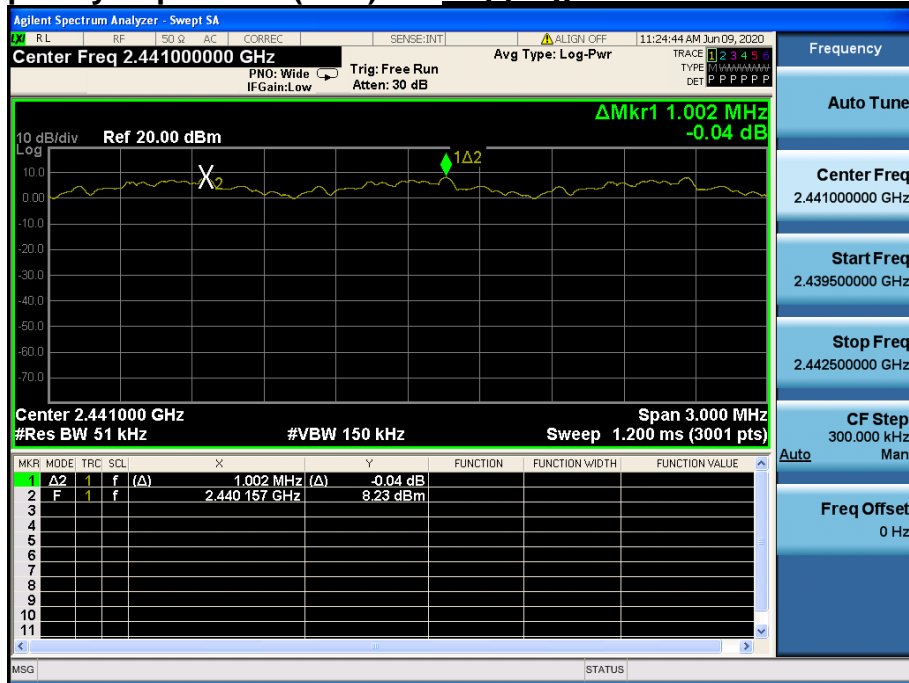 Agilent Spectrum Analyzer - Swept SA
LXI RL RF 50 Ω AC CORREC SENSE:INT ALIGN OFF 11:24:44 AM Jun 09, 2020
Center Freq 2.441000000 GHz
PNO: Wide
IFGain:Low
Trig: Free Run
Atten: 30 dB
Avg Type: Log-Pwr
TRACE 1 2 3 4 5 6
TYPE MWWWWW
DET P P P P P P
ΔMkr1 1.002 MHz
-0.04 dB
10 dB/div Ref 20.00 dBm
Log
10.0
0.00
-10.0
-20.0
-30.0
-40.0
-50.0
-60.0
-70.0
X2
1Δ2
Center 2.441000 GHz Span 3.000 MHz
#Res BW 51 kHz #VBW 150 kHz Sweep 1.200 ms (3001 pts)
MKR MODE TRC SCL X Y FUNCTION FUNCTION WIDTH FUNCTION VALUE
1 Δ2 1 f (Δ) 1.002 MHz (Δ) -0.04 dB
2 F 1 f 2.440 157 GHz 8.23 dBm
3
4
5
6
7
8
9
10
11
MSG STATUS
Frequency
Auto Tune
Center Freq
2.441000000 GHz
Start Freq
2.439500000 GHz
Stop Freq
2.442500000 GHz
CF Step
300.000 kHz
Auto Man
Freq Offset
0 Hz